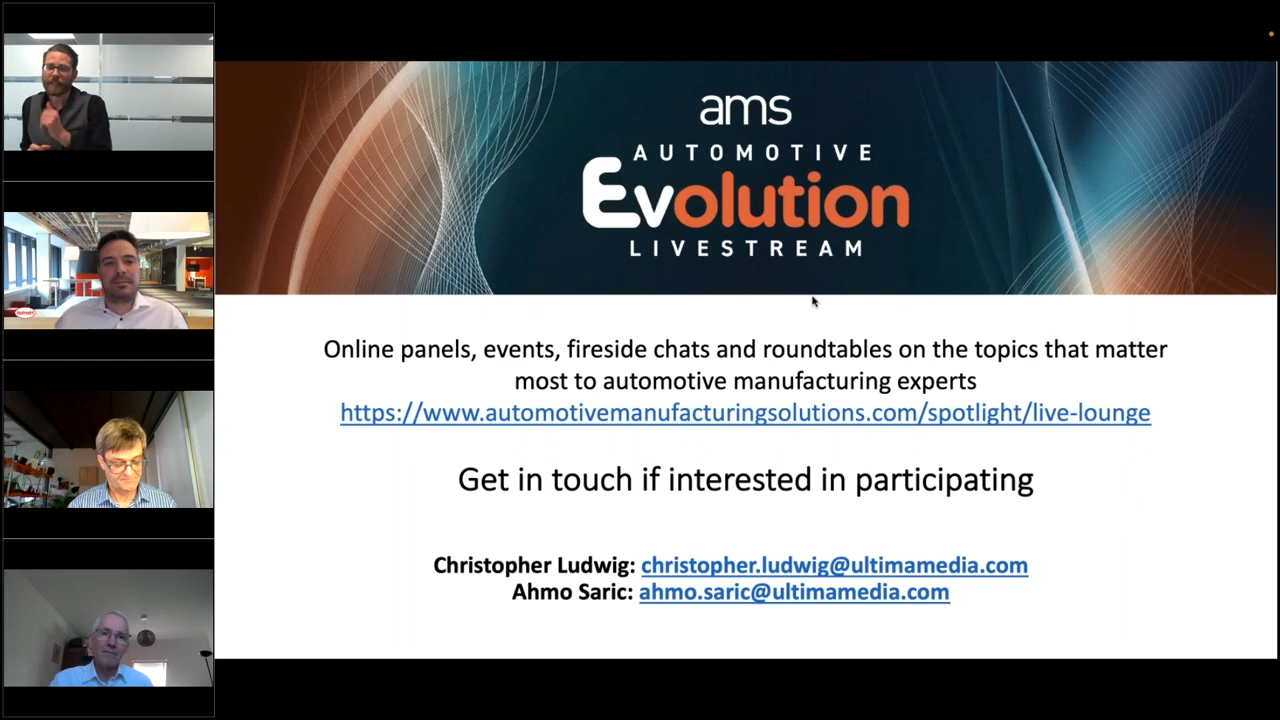 ams
AUTOMOTIVE
Evolution
LIVESTREAM
Online panels, events, fireside chats and roundtables on the topics that matter
most to automotive manufacturing experts
https://www.automotivemanufacturingsolutions.com/spotlight/live-lounge
Get in touch if interested in participating
Christopher Ludwig: christopher.ludwig@ultimamedia.com
Ahmo Saric: ahmo.saric@ultimamedia.com